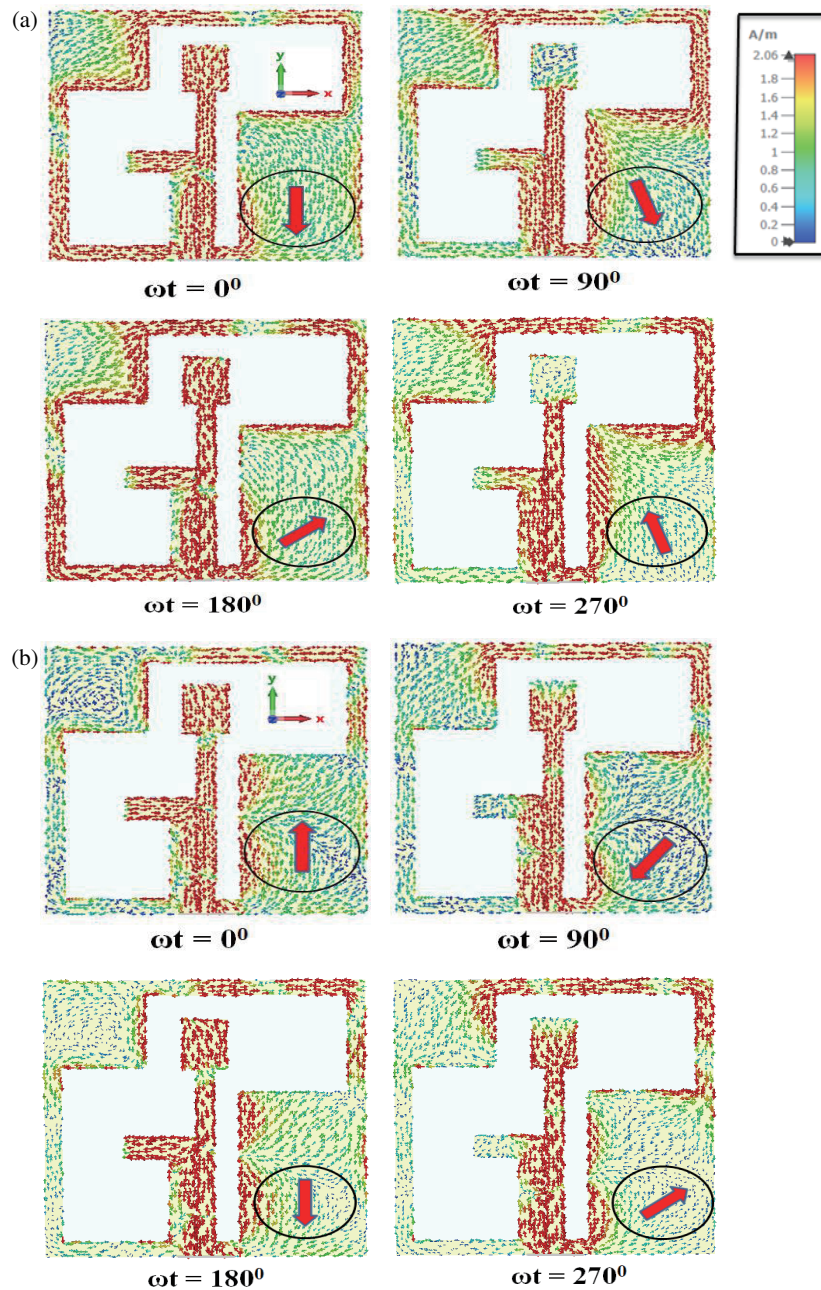 (a)
y
x
A/m
2.06
1.8
1.6
1.4
1.2
1
0.8
0.6
0.4
0.2
0
ωt = 0⁰
ωt = 90⁰
ωt = 180⁰
ωt = 270⁰
(b)
y
x
ωt = 0⁰
ωt = 90⁰
ωt = 180⁰
ωt = 270⁰